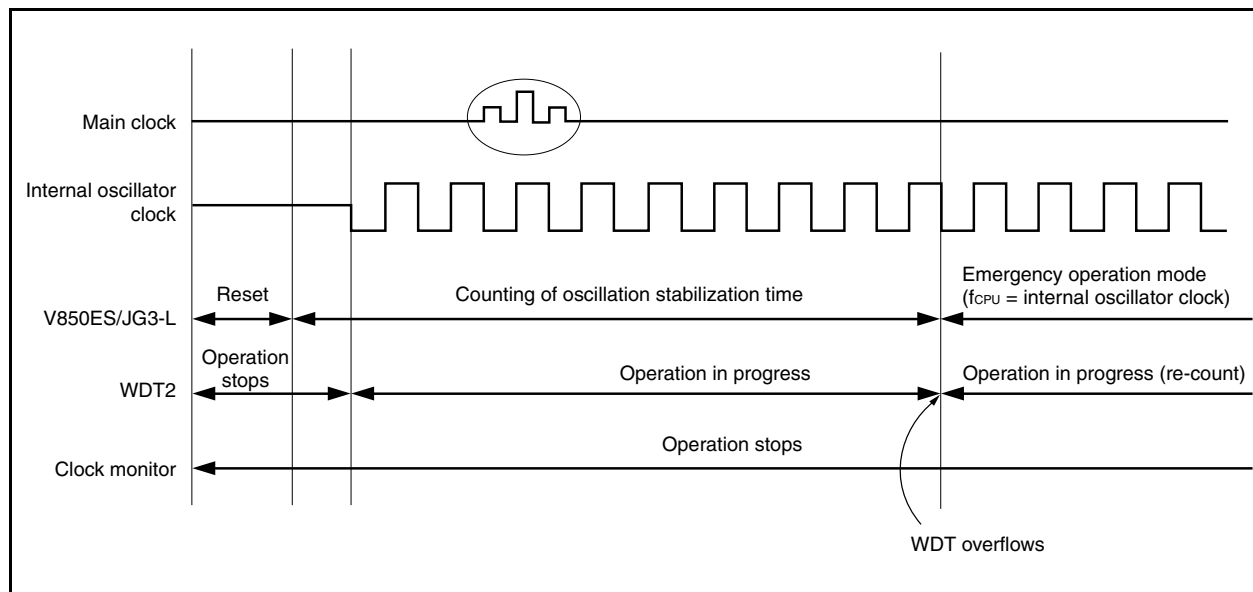 Main clock
Internal oscillator
clock
Emergency operation mode
(fCPU = internal oscillator clock)
Reset
Counting of oscillation stabilization time
V850ES/JG3-L
Operation
stops
Operation in progress
Operation in progress (re-count)
WDT2
Operation stops
Clock monitor
WDT overflows